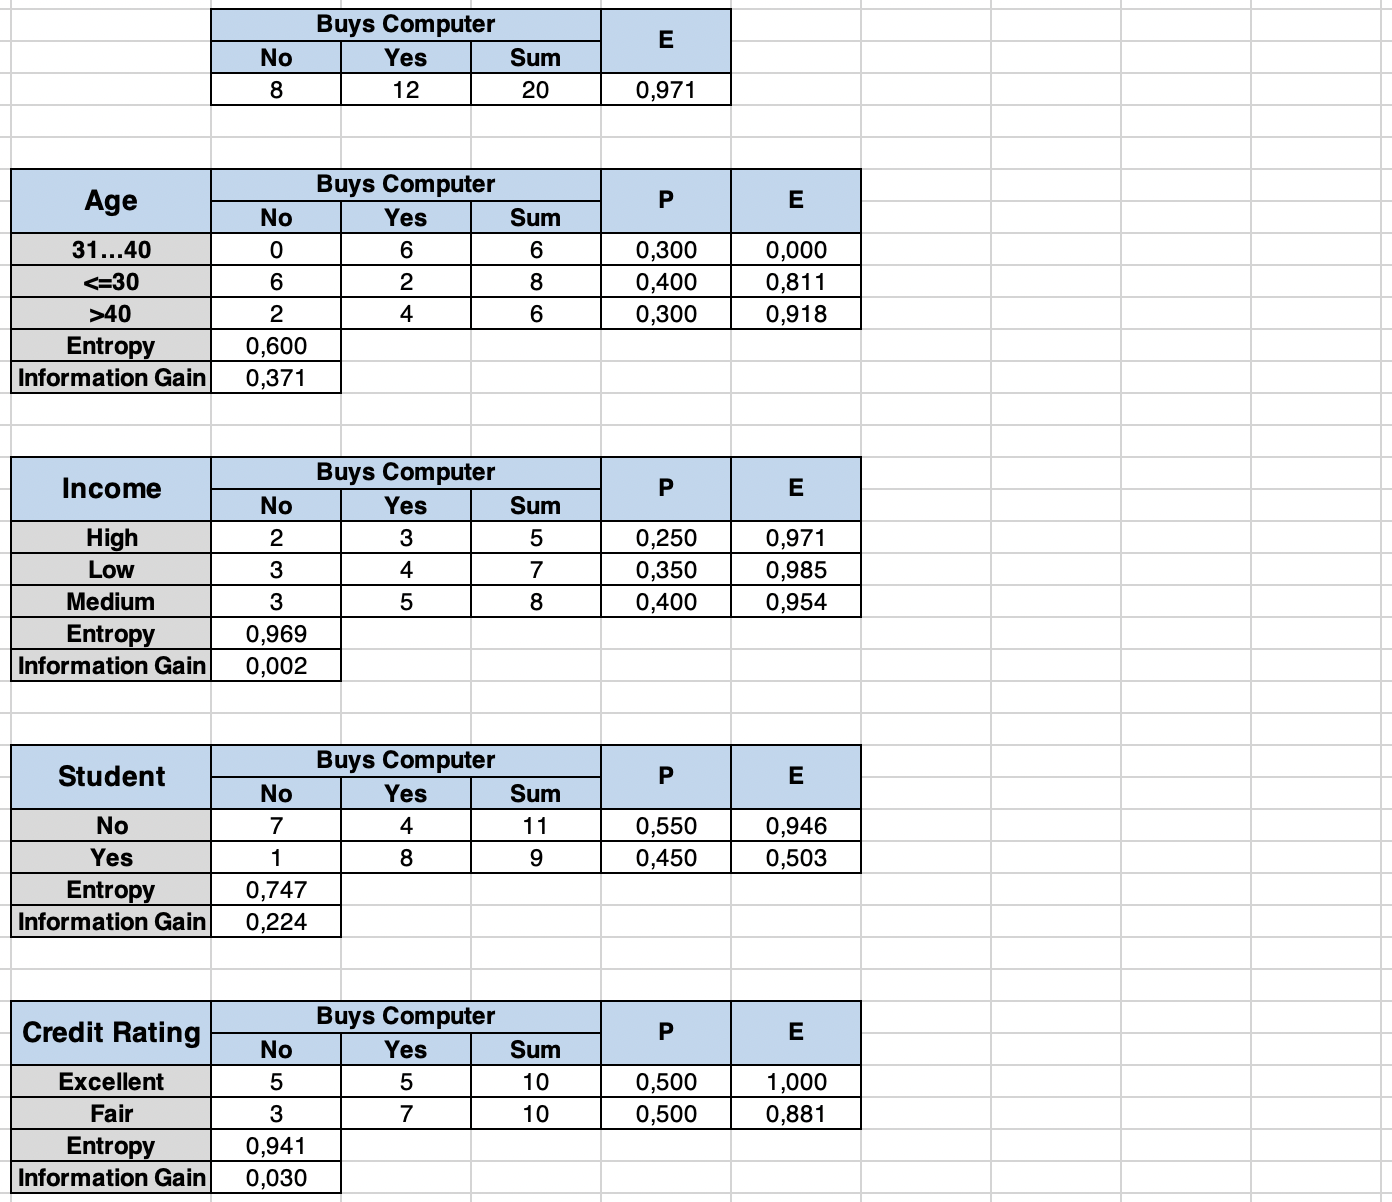 Buys Computer E
No Yes Sum
8 12 20 0,971
Age Buys Computer P E
No Yes Sum
31...40 0 6 6 0,300 0,000
<=30 6 2 8 0,400 0,811
>40 2 4 6 0,300 0,918
Entropy 0,600
Information Gain 0,371
Income Buys Computer P E
No Yes Sum
High 2 3 5 0,250 0,971
Low 3 4 7 0,350 0,985
Medium 3 5 8 0,400 0,954
Entropy 0,969
Information Gain 0,002
Student Buys Computer P E
No Yes Sum
No 7 4 11 0,550 0,946
Yes 1 8 9 0,450 0,503
Entropy 0,747
Information Gain 0,224
Credit Rating Buys Computer P E
No Yes Sum
Excellent 5 5 10 0,500 1,000
Fair 3 7 10 0,500 0,881
Entropy 0,941
Information Gain 0,030